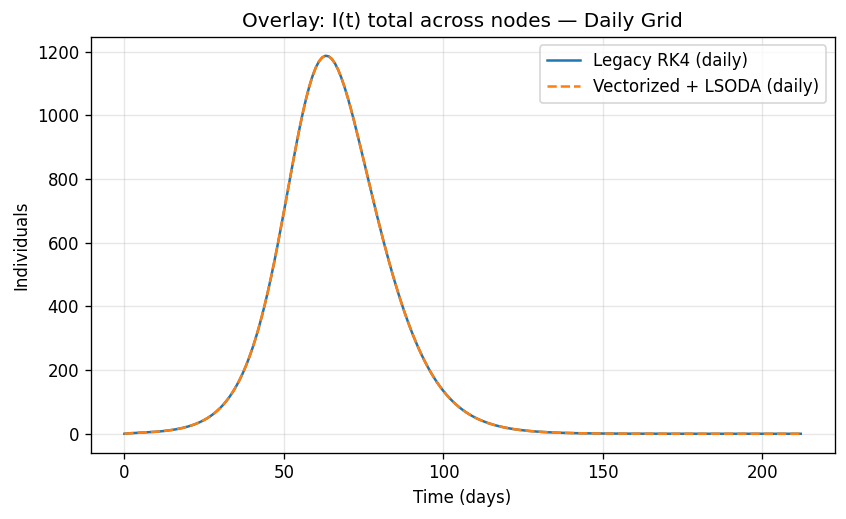 Overlay: I(t) total across nodes — Daily Grid
Legacy RK4 (daily)
Vectorized + LSODA (daily)
Individuals
1200
1000
800
600
400
200
0
0 50 100 150 200
Time (days)